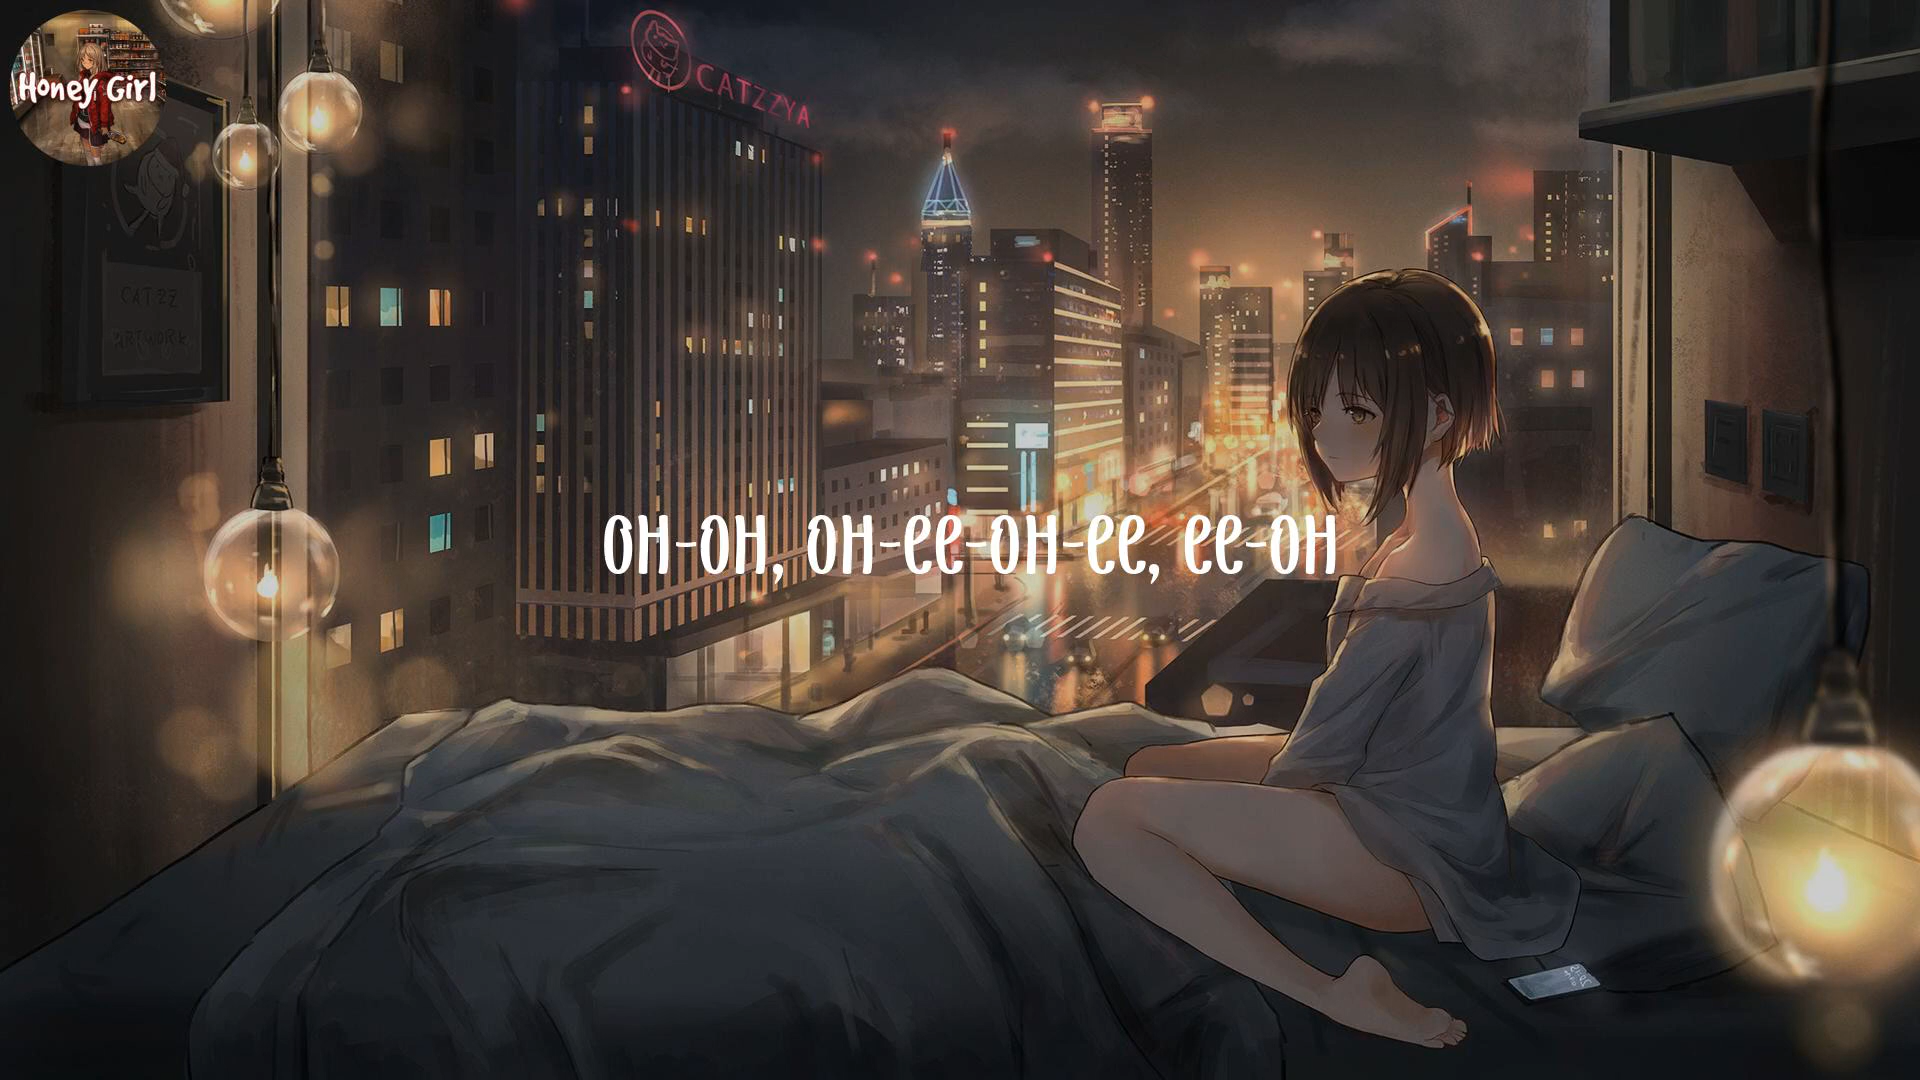 Honey Girl
CATZZYA
CATZZ
ARTWORK
OH-OH, OH-EE-OH-EE, EE-OH